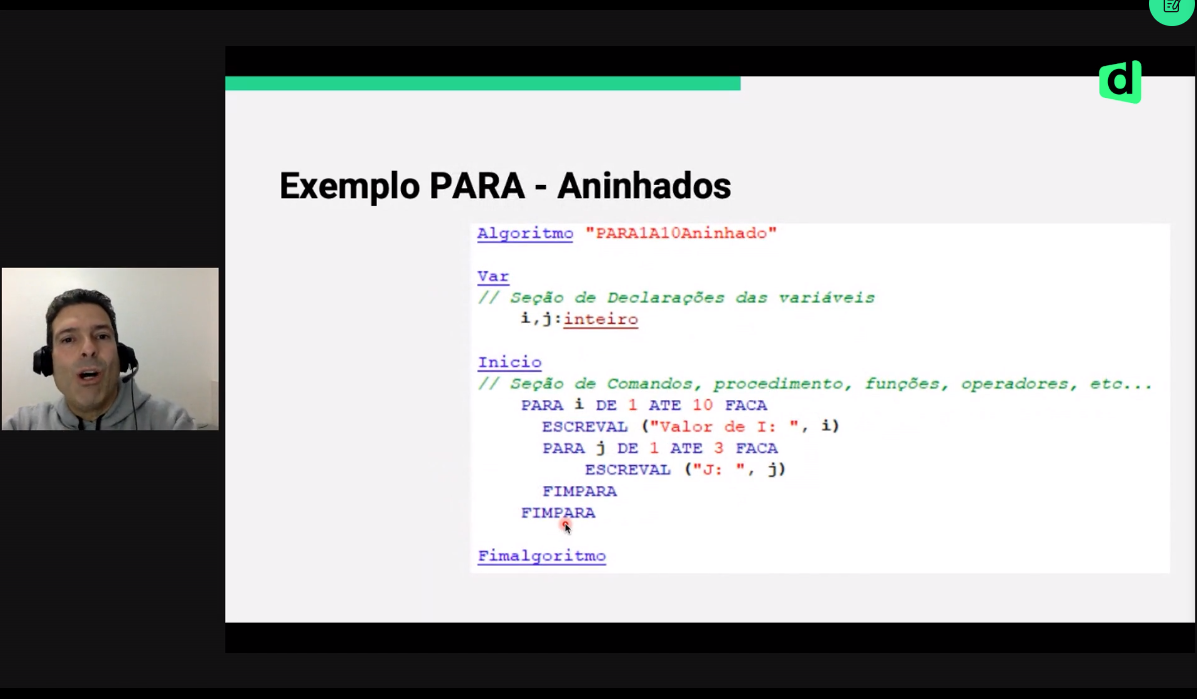 d
Exemplo PARA - Aninhados
Algoritmo "PARA1A10Aninhado"
Var
// Seção de Declarações das variáveis
i,j:inteiro
Inicio
// Seção de Comandos, procedimento, funções, operadores, etc...
PARA i DE 1 ATE 10 FACA
ESCREVAL ("Valor de I: ", i)
PARA j DE 1 ATE 3 FACA
ESCREVAL ("J: ", j)
FIMPARA
FIMPARA
Fimalgoritmo